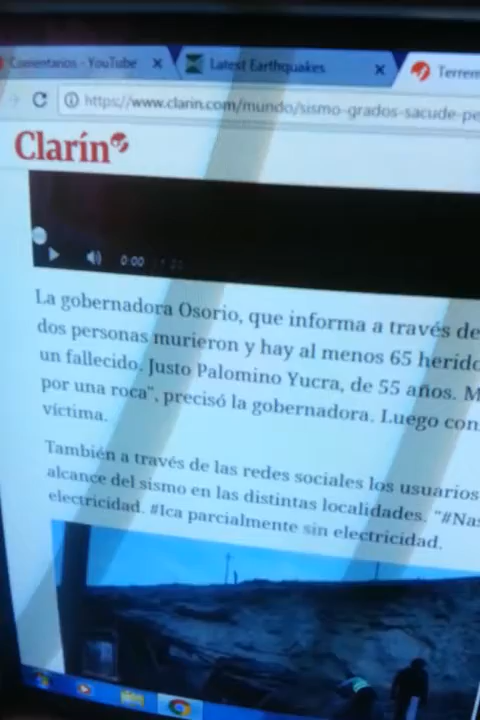 Comentarios - YouTube
Latest Earthquakes
Terrem
https://www.clarin.com/mundo/sismo-grados-sacude-pe
Clarín
0:00
La gobernadora Osorio, que informa a través de
dos personas murieron y hay al menos 65 herido
un fallecido. Justo Palomino Yucra, de 55 años. M
por una roca", precisó la gobernadora. Luego con
víctima.
También a través de las redes sociales los usuarios
alcance del sismo en las distintas localidades. "#Nas
electricidad. #Ica parcialmente sin electricidad.